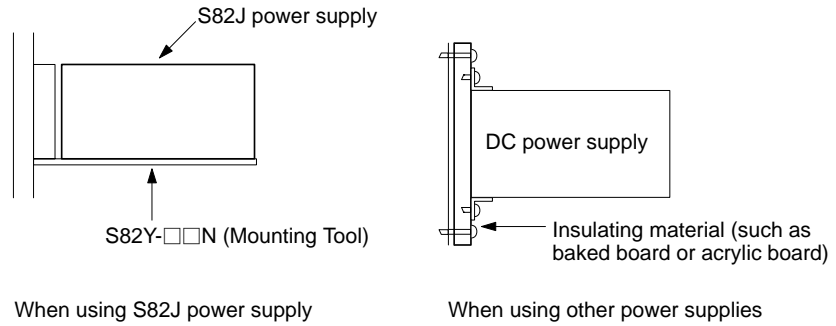 S82J power supply
DC power supply
S82Y-□□N (Mounting Tool)
Insulating material (such as
baked board or acrylic board)
When using S82J power supply
When using other power supplies